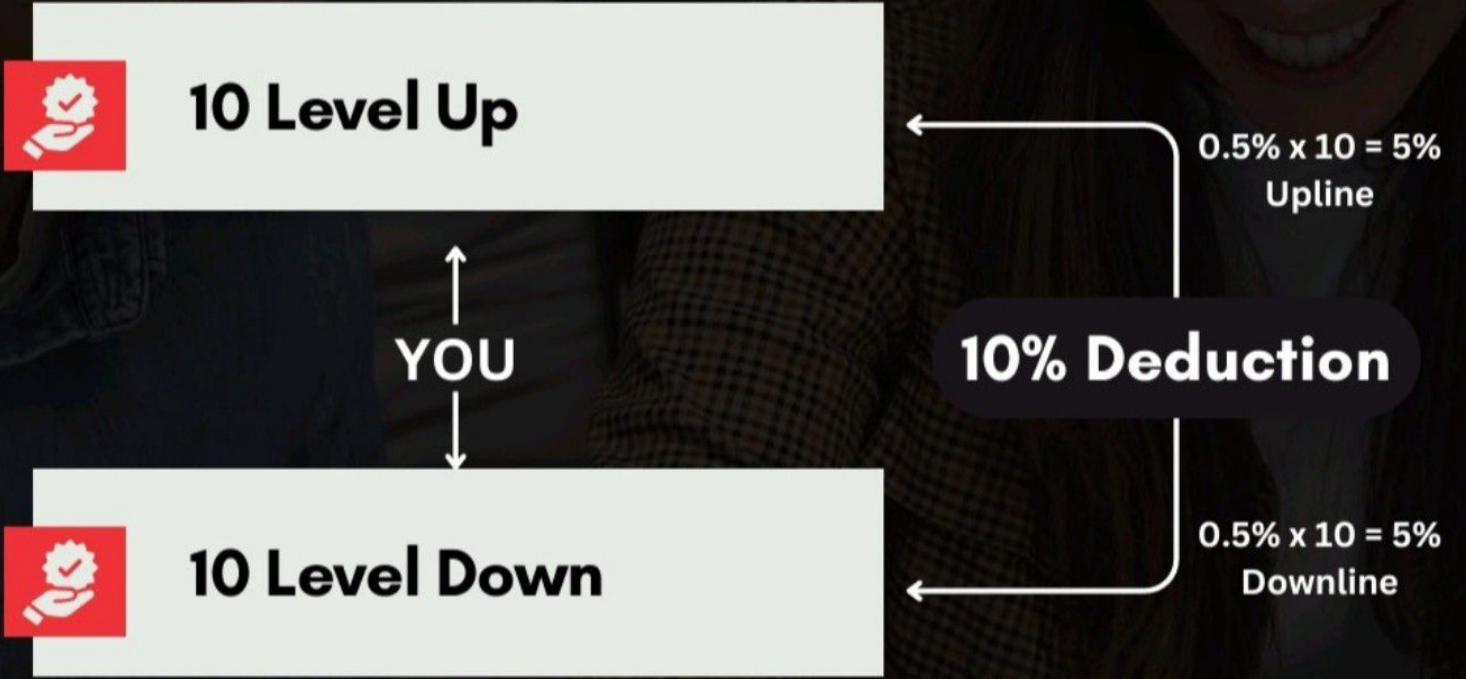 10 Level Up
0.5% x 10 = 5%
Upline
YOU
10% Deduction
10 Level Down
0.5% x 10 = 5%
Downline